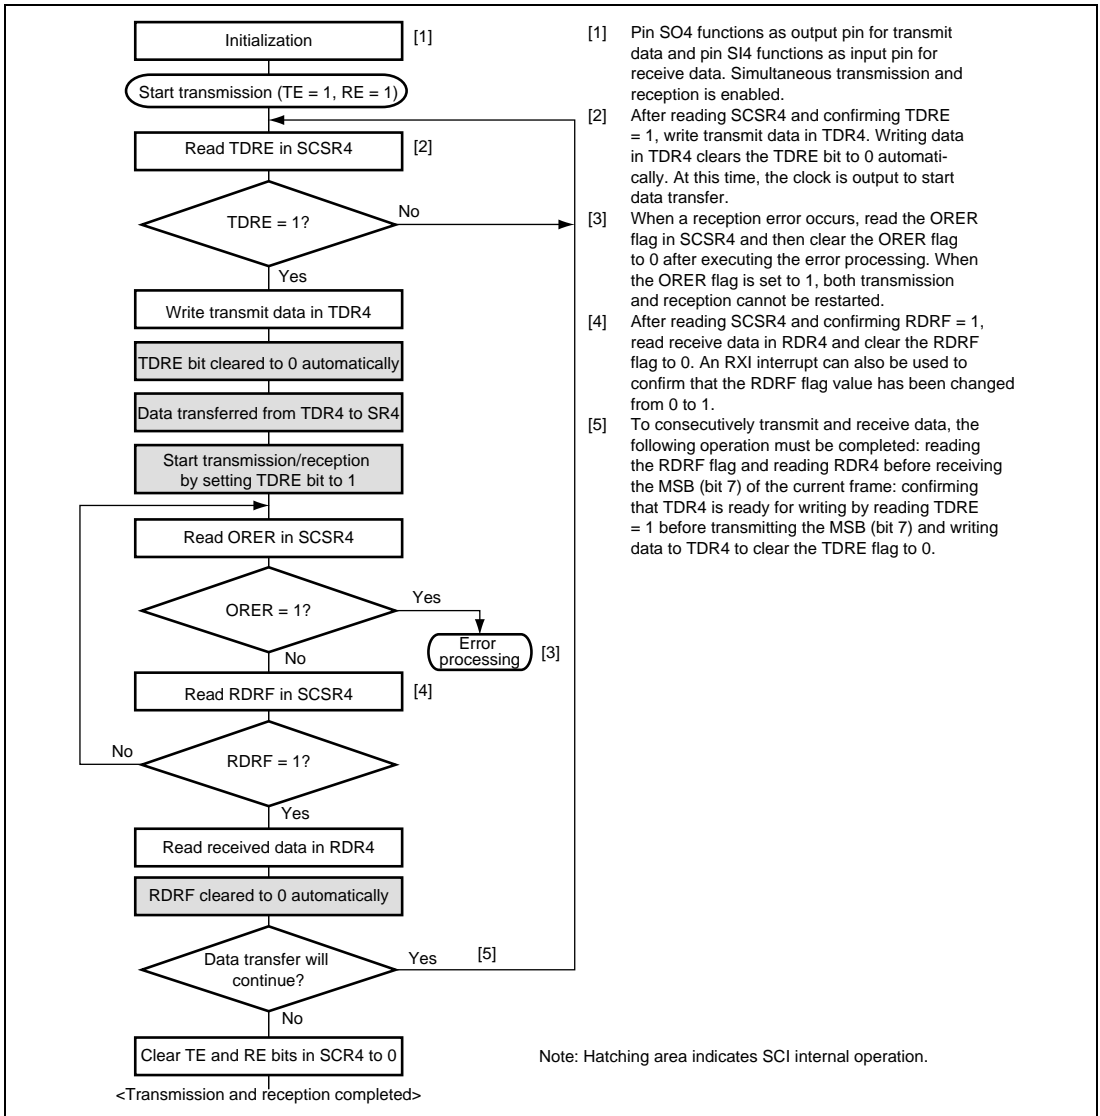 Initialization
[1]
Start transmission (TE = 1, RE = 1)
Read TDRE in SCSR4
[2]
TDRE = 1?
No
Yes
Write transmit data in TDR4
TDRE bit cleared to 0 automatically
Data transferred from TDR4 to SR4
Start transmission/reception
by setting TDRE bit to 1
Read ORER in SCSR4
ORER = 1?
Yes
Error
processing
[3]
No
Read RDRF in SCSR4
[4]
No
RDRF = 1?
Yes
Read received data in RDR4
RDRF cleared to 0 automatically
Data transfer will
continue?
Yes
[5]
No
Clear TE and RE bits in SCR4 to 0
<Transmission and reception completed>
[1] Pin SO4 functions as output pin for transmit
data and pin SI4 functions as input pin for
receive data. Simultaneous transmission and
reception is enabled.
[2] After reading SCSR4 and confirming TDRE
= 1, write transmit data in TDR4. Writing data
in TDR4 clears the TDRE bit to 0 automati-
cally. At this time, the clock is output to start
data transfer.
[3] When a reception error occurs, read the ORER
flag in SCSR4 and then clear the ORER flag
to 0 after executing the error processing. When
the ORER flag is set to 1, both transmission
and reception cannot be restarted.
[4] After reading SCSR4 and confirming RDRF = 1,
read receive data in RDR4 and clear the RDRF
flag to 0. An RXI interrupt can also be used to
confirm that the RDRF flag value has been changed
from 0 to 1.
[5] To consecutively transmit and receive data, the
following operation must be completed: reading
the RDRF flag and reading RDR4 before receiving
the MSB (bit 7) of the current frame: confirming
that TDR4 is ready for writing by reading TDRE
= 1 before transmitting the MSB (bit 7) and writing
data to TDR4 to clear the TDRE flag to 0.
Note: Hatching area indicates SCI internal operation.